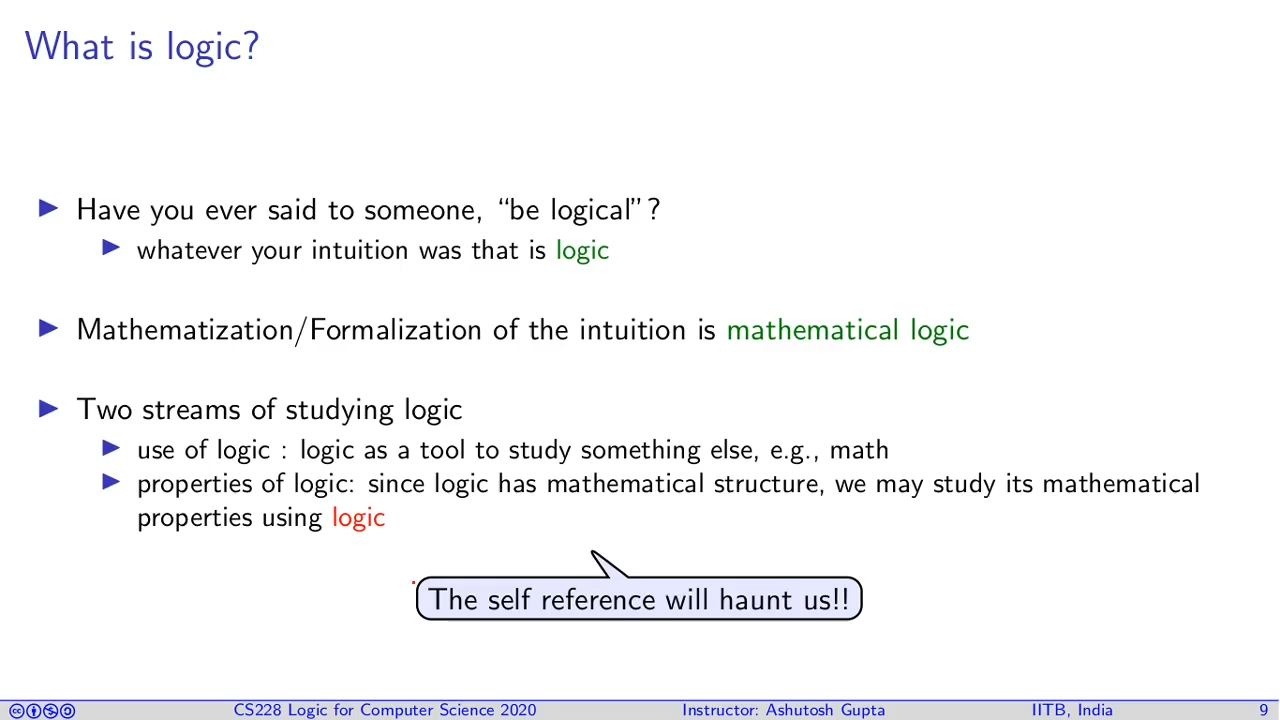 What is logic?
Have you ever said to someone, “be logical”?
whatever your intuition was that is logic
Mathematization/Formalization of the intuition is mathematical logic
Two streams of studying logic
use of logic : logic as a tool to study something else, e.g., math
properties of logic: since logic has mathematical structure, we may study its mathematical
properties using logic
The self reference will haunt us!!
CS228 Logic for Computer Science 2020 Instructor: Ashutosh Gupta IITB, India 9